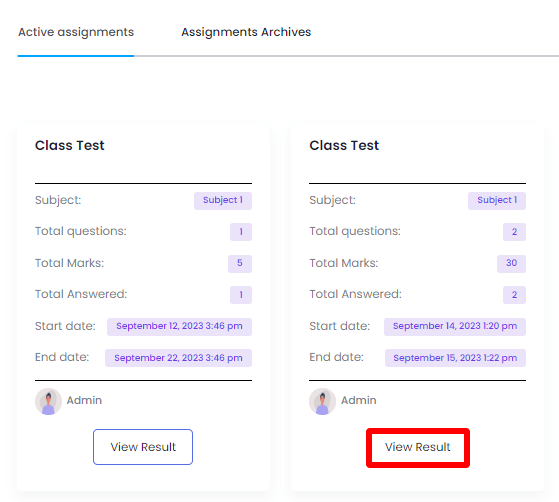 Active assignments Assignments Archives
Class Test
Subject: Subject 1
Total questions: 1
Total Marks: 5
Total Answered: 1
Start date: September 12, 2023 3:46 pm
End date: September 22, 2023 3:46 pm
Admin
View Result
Class Test
Subject: Subject 1
Total questions: 2
Total Marks: 30
Total Answered: 2
Start date: September 14, 2023 1:20 pm
End date: September 15, 2023 1:22 pm
Admin
View Result